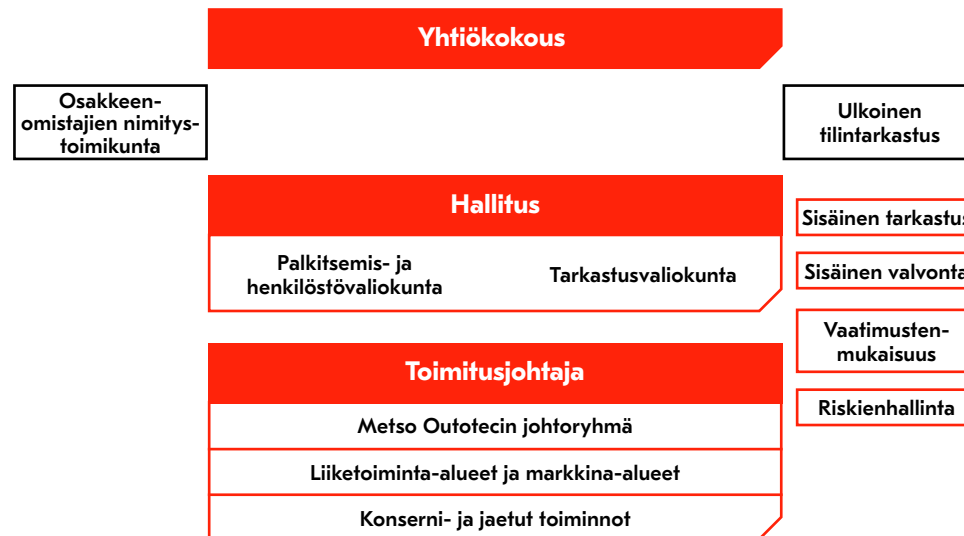 Yhtiökokous
Osakkeen-
omistajien nimitys-
toimikunta
Ulkoinen
tilintarkastus
Hallitus
Palkitsemis- ja
henkilöstövaliokunta
Tarkastusvaliokunta
Sisäinen tarkastus
Sisäinen valvonta
Vaatimusten-
mukaisuus
Riskienhallinta
Toimitusjohtaja
Metso Outotecin johtoryhmä
Liiketoiminta-alueet ja markkina-alueet
Konserni- ja jaetut toiminnot